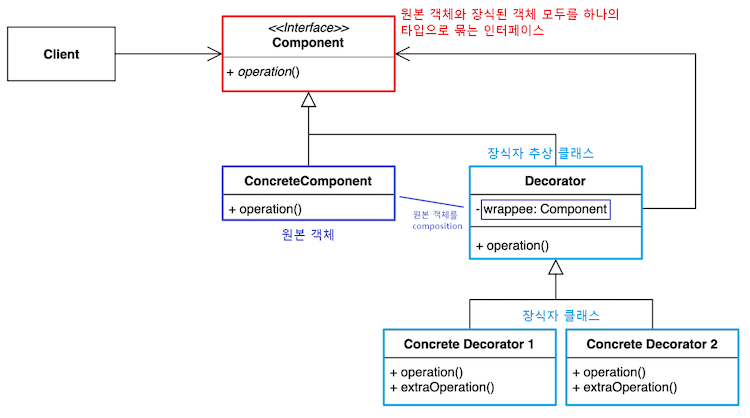 Client
<<Interface>>
Component
+ operation()
원본 객체와 장식된 객체 모두를 하나의
타입으로 묶는 인터페이스
장식자 추상 클래스
ConcreteComponent
+ operation()
원본 객체
원본 객체를
composition
Decorator
- wrappee: Component
+ operation()
장식자 클래스
Concrete Decorator 1
+ operation()
+ extraOperation()
Concrete Decorator 2
+ operation()
+ extraOperation()